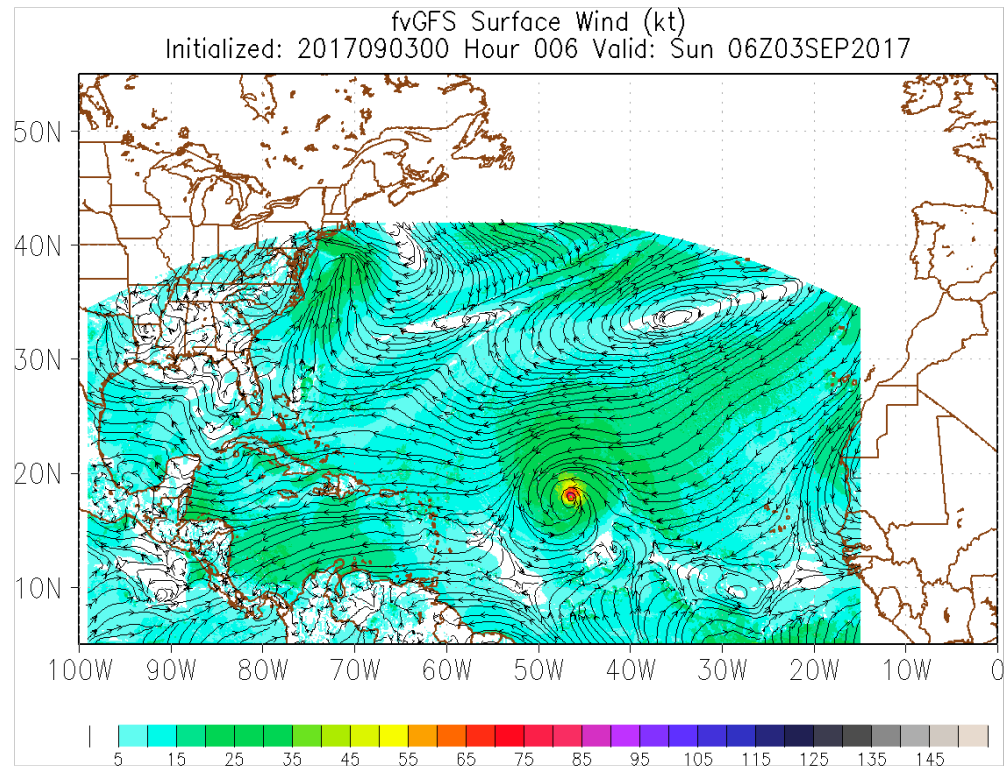 fvGFS Surface Wind (kt)
Initialized: 2017090300 Hour 006 Valid: Sun 06Z03SEP2017
50N
40N
30N
20N
10N
100W 90W 80W 70W 60W 50W 40W 30W 20W 10W 0
5 15 25 35 45 55 65 75 85 95 105 115 125 135 145